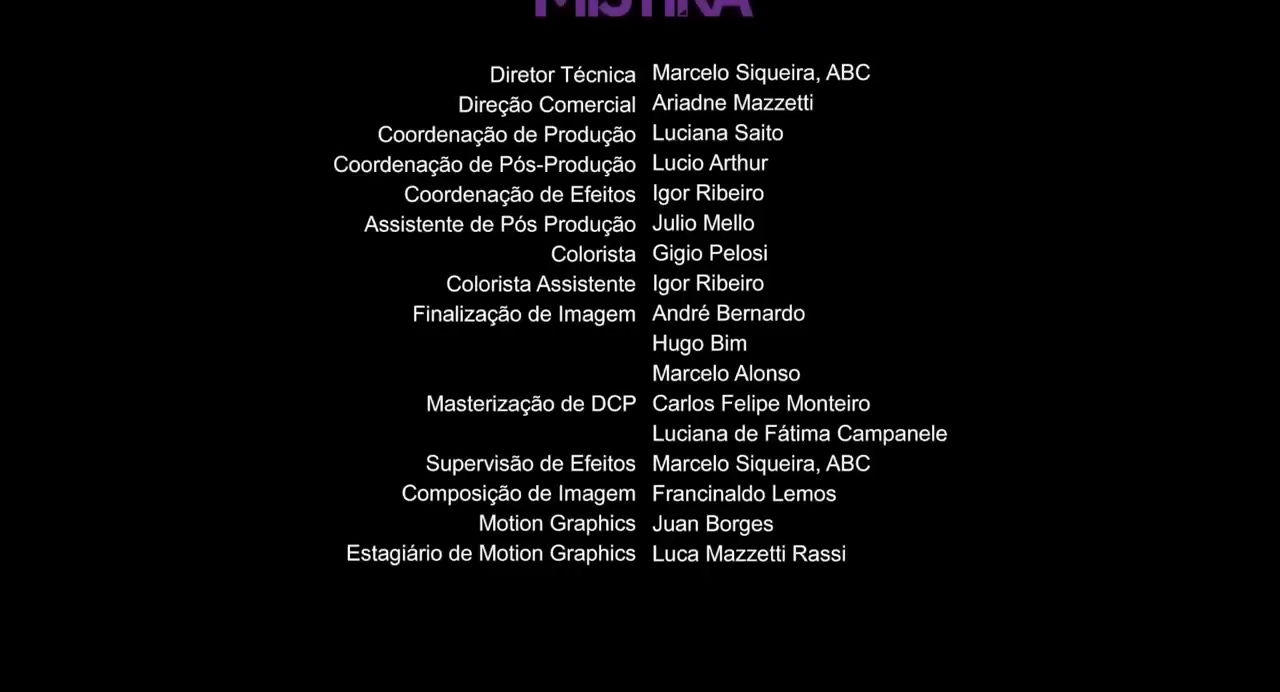 MISTIKA
Diretor Técnica Marcelo Siqueira, ABC
Direção Comercial Ariadne Mazzetti
Coordenação de Produção Luciana Saito
Coordenação de Pós-Produção Lucio Arthur
Coordenação de Efeitos Igor Ribeiro
Assistente de Pós Produção Julio Mello
Colorista Gigio Pelosi
Colorista Assistente Igor Ribeiro
Finalização de Imagem André Bernardo
Hugo Bim
Marcelo Alonso
Masterização de DCP Carlos Felipe Monteiro
Luciana de Fátima Campanele
Supervisão de Efeitos Marcelo Siqueira, ABC
Composição de Imagem Francinaldo Lemos
Motion Graphics Juan Borges
Estagiário de Motion Graphics Luca Mazzetti Rassi